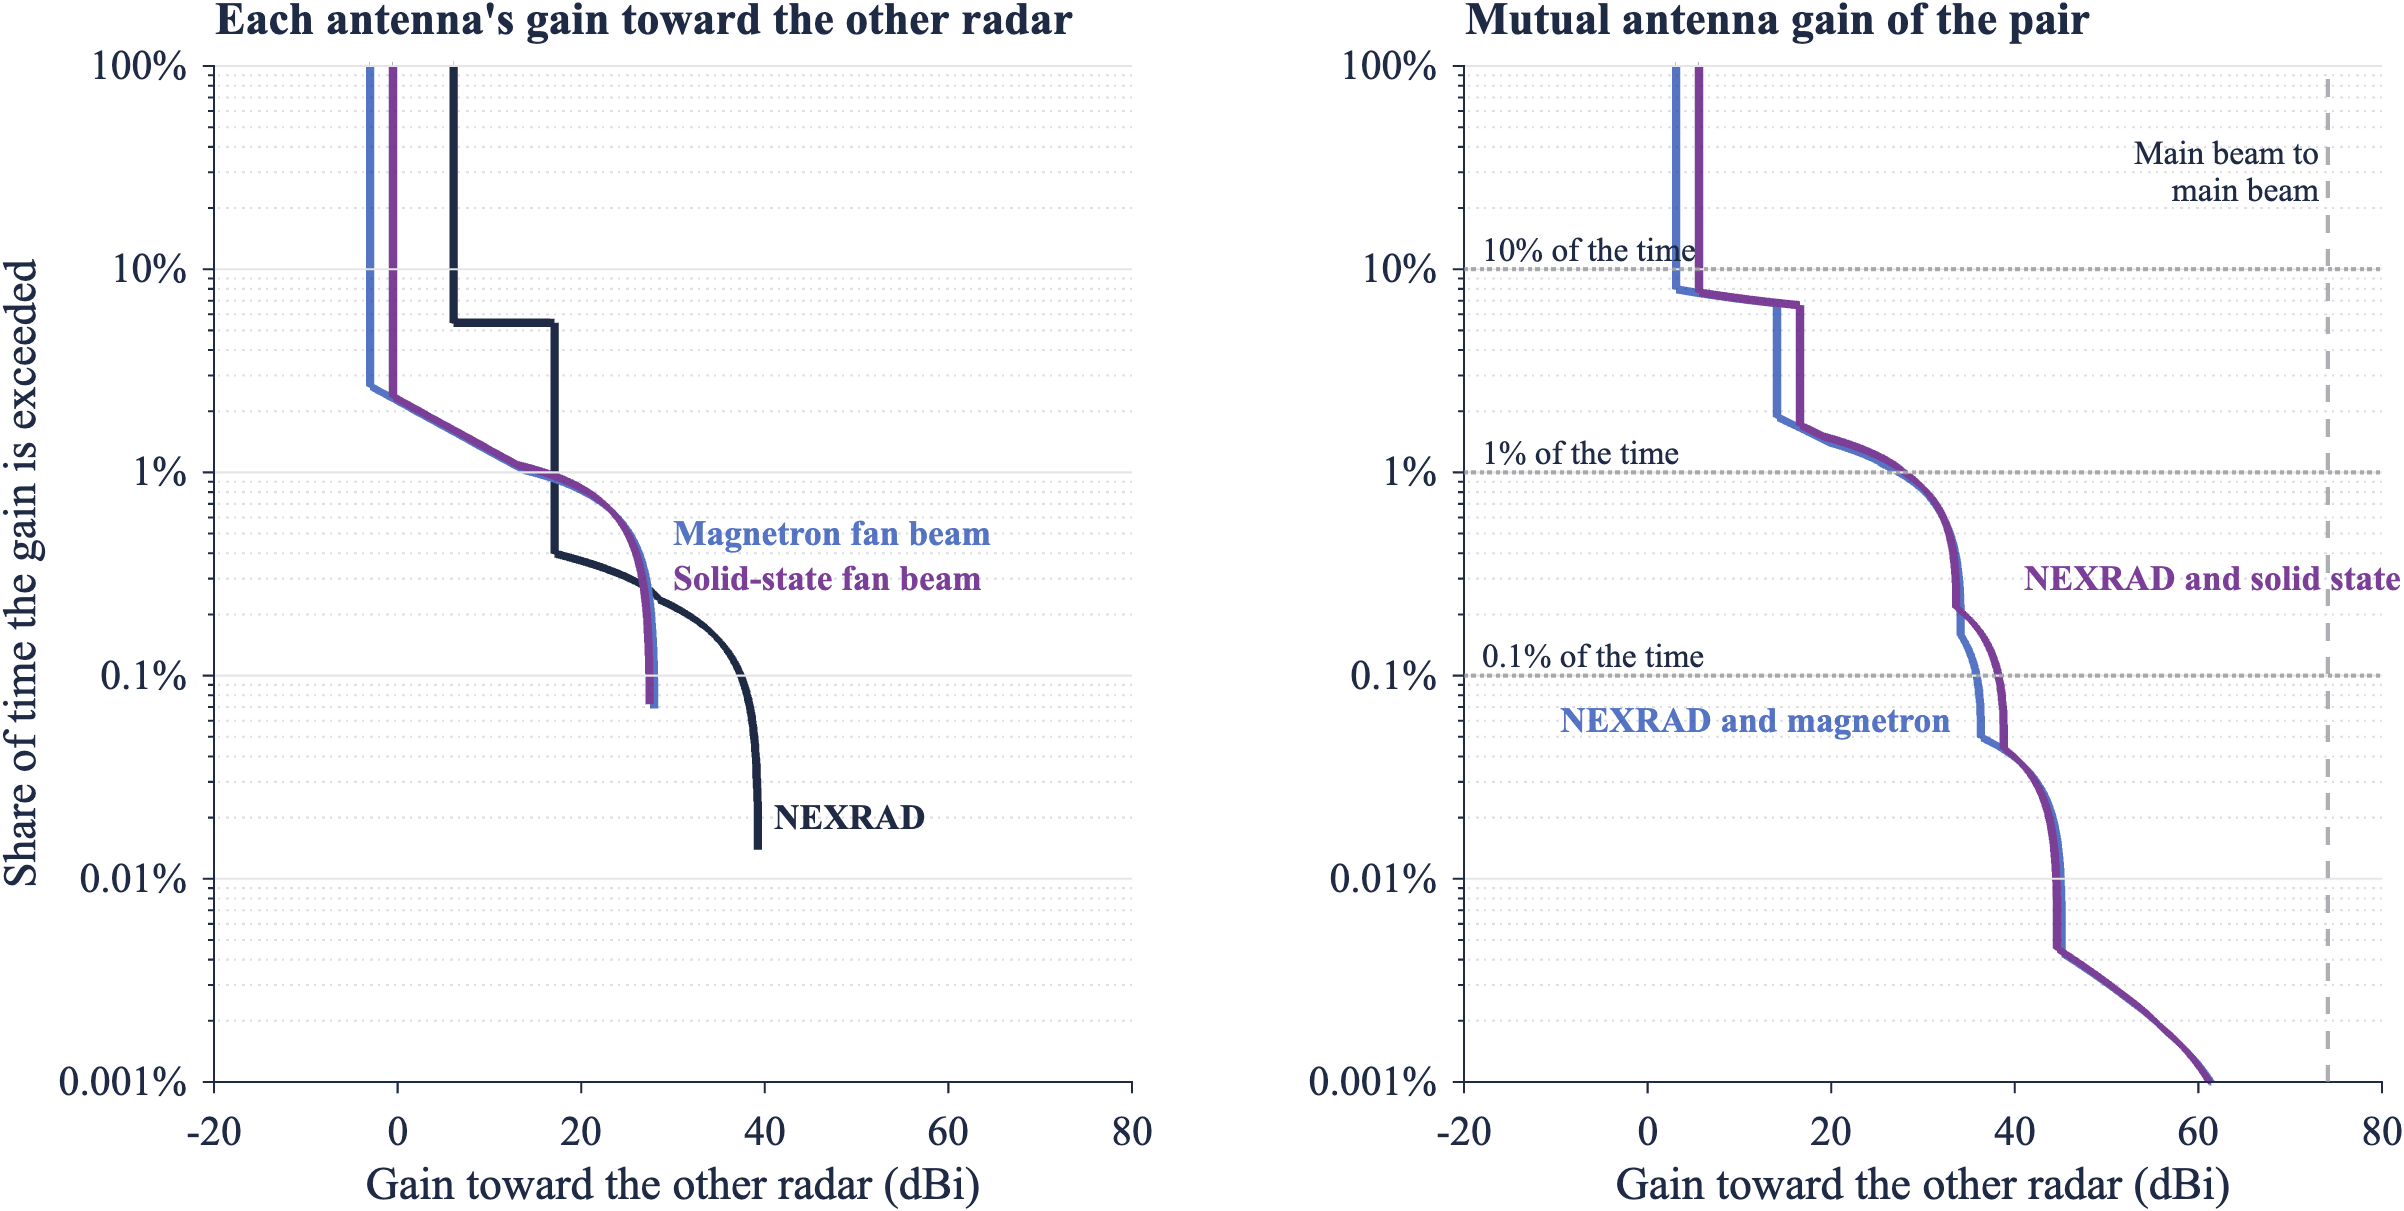 Each antenna's gain toward the other radar
Share of time the gain is exceeded
100%
10%
1%
0.1%
0.01%
0.001%
Magnetron fan beam
Solid-state fan beam
NEXRAD
-20 0 20 40 60 80
Gain toward the other radar (dBi)
Mutual antenna gain of the pair
100%
10%
1%
0.1%
0.01%
0.001%
Main beam to
main beam
10% of the time
1% of the time
NEXRAD and solid state
0.1% of the time
NEXRAD and magnetron
-20 0 20 40 60 80
Gain toward the other radar (dBi)